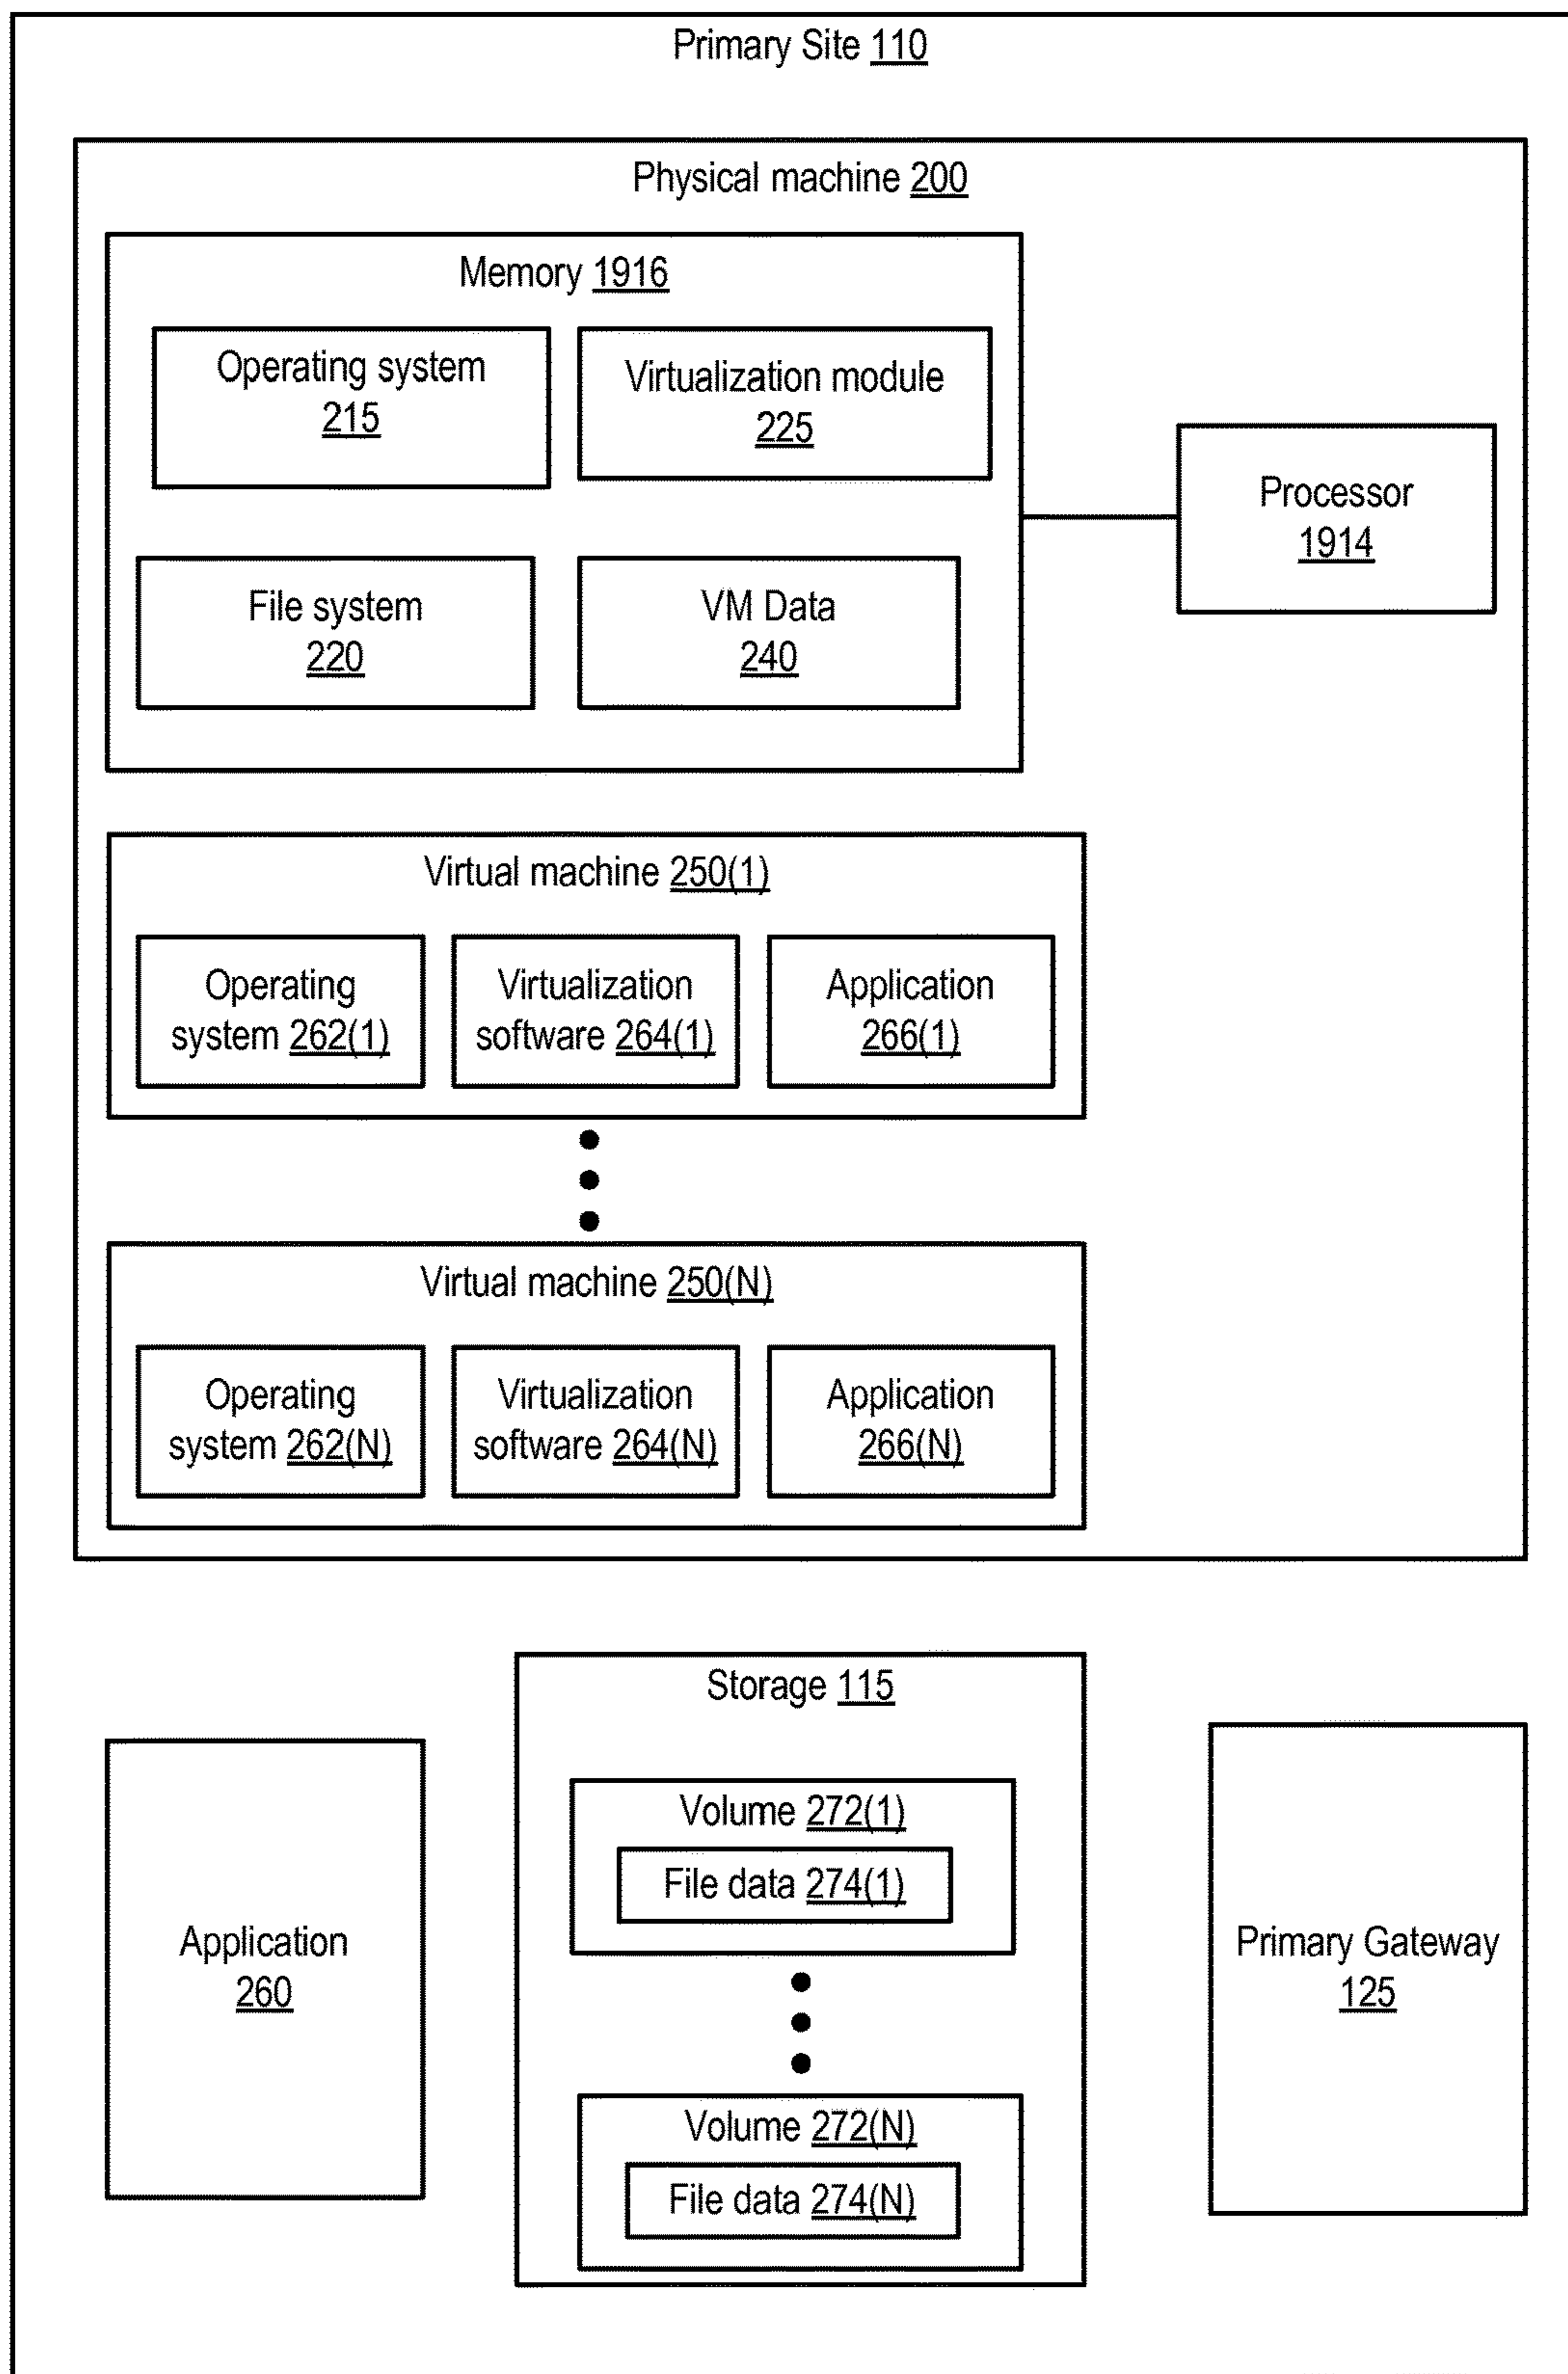 Primary Site 110
Physical machine 200
Memory 1916
Operating system
215
Virtualization module
225
Processor
1914
File system
220
VM Data
240
Virtual machine 250(1)
Operating
system 262(1)
Virtualization
software 264(1)
Application
266(1)
Virtual machine 250(N)
Operating
system 262(N)
Virtualization
software 264(N)
Application
266(N)
Storage 115
Volume 272(1)
File data 274(1)
Application
260
Primary Gateway
125
Volume 272(N)
File data 274(N)